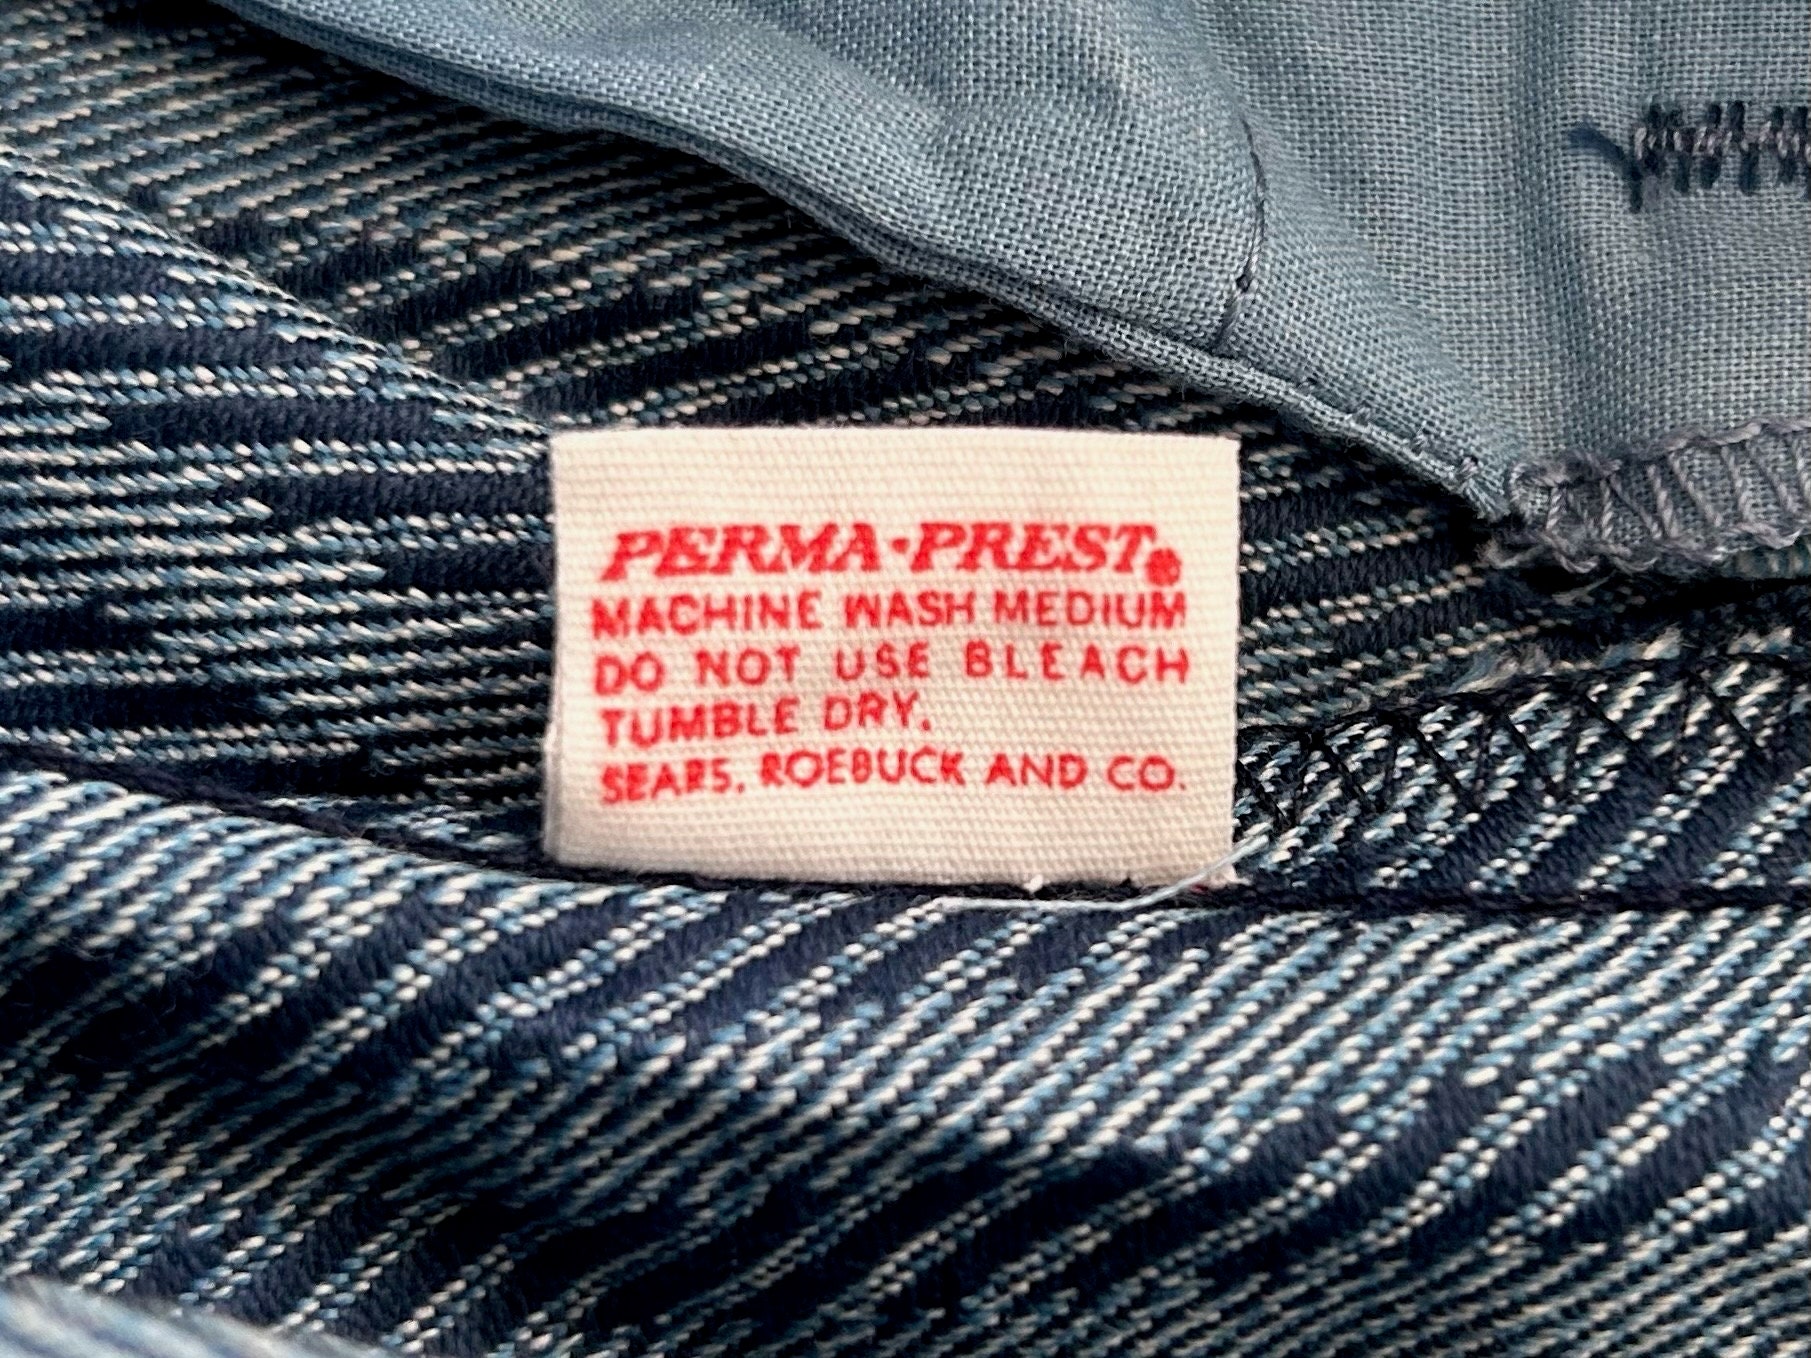 PERMA·PREST®
MACHINE WASH MEDIUM
DO NOT USE BLEACH
TUMBLE DRY.
SEARS, ROEBUCK AND CO.